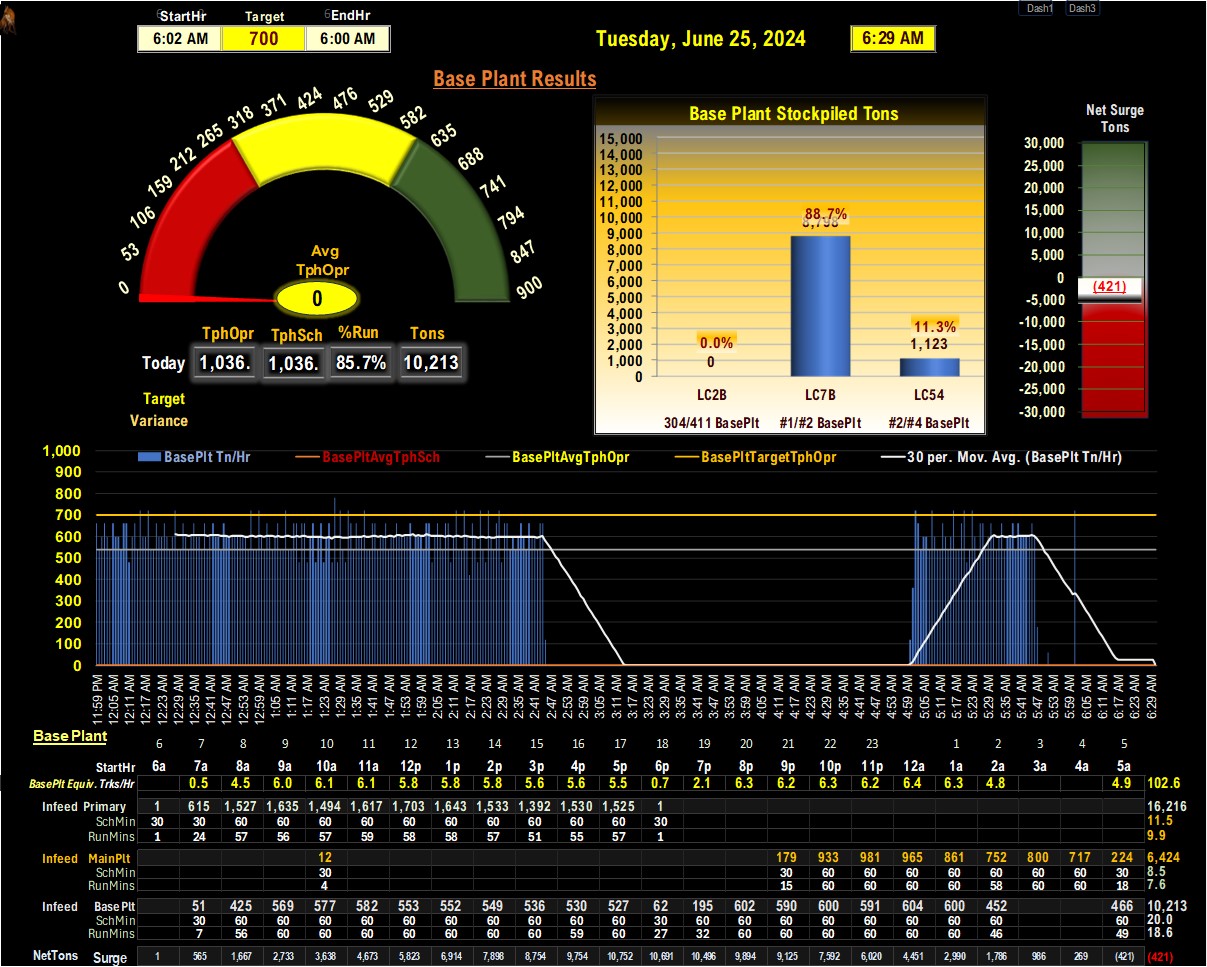 Dash1 Dash3
StartHr Target EndHr
6:02 AM 700 6:00 AM
Tuesday, June 25, 2024 6:29 AM
Base Plant Results
0 53 106 159 212 265 318 371 424 476 529 582 635 688 741 794 847 900
Avg
TphOpr
0
TphOpr TphSch %Run Tons
Today 1,036. 1,036. 85.7% 10,213
Target
Variance
Base Plant Stockpiled Tons
15,000
14,000
13,000
12,000
11,000
10,000
9,000
8,000
7,000
6,000
5,000
4,000
3,000
2,000
1,000
0
0.0% 88.7% 11.3%
0 8,798 1,123
LC2B LC7B LC54
304/411 BasePlt #1/#2 BasePlt #2/#4 BasePlt
Net Surge
Tons
30,000
25,000
20,000
15,000
10,000
5,000
0
(421)
-5,000
-10,000
-15,000
-20,000
-25,000
-30,000
BasePlt Tn/Hr BasePltAvgTphSch BasePltAvgTphOpr BasePltTargetTphOpr 30 per. Mov. Avg. (BasePlt Tn/Hr)
1,000
900
800
700
600
500
400
300
200
100
0
11:59 PM 12:05 AM 12:11 AM 12:17 AM 12:23 AM 12:29 AM 12:35 AM 12:41 AM 12:47 AM 12:53 AM 12:59 AM 1:05 AM 1:11 AM 1:17 AM 1:23 AM 1:29 AM 1:35 AM 1:41 AM 1:47 AM 1:53 AM 1:59 AM 2:05 AM 2:11 AM 2:17 AM 2:23 AM 2:29 AM 2:35 AM 2:41 AM 2:47 AM 2:53 AM 2:59 AM 3:05 AM 3:11 AM 3:17 AM 3:23 AM 3:29 AM 3:35 AM 3:41 AM 3:47 AM 3:53 AM 3:59 AM 4:05 AM 4:11 AM 4:17 AM 4:23 AM 4:29 AM 4:35 AM 4:41 AM 4:47 AM 4:53 AM 4:59 AM 5:05 AM 5:11 AM 5:17 AM 5:23 AM 5:29 AM 5:35 AM 5:41 AM 5:47 AM 5:53 AM 5:59 AM 6:05 AM 6:11 AM 6:17 AM 6:23 AM 6:29 AM
Base Plant
6 7 8 9 10 11 12 13 14 15 16 17 18 19 20 21 22 23 1 2 3 4 5
StartHr 6a 7a 8a 9a 10a 11a 12p 1p 2p 3p 4p 5p 6p 7p 8p 9p 10p 11p 12a 1a 2a 3a 4a 5a
BasePlt Equiv. Trks/Hr 0.5 4.5 6.0 6.1 6.1 5.8 5.8 5.8 5.6 5.6 5.5 0.7 2.1 6.3 6.2 6.3 6.2 6.4 6.3 4.8 4.9 102.6
Infeed Primary 1 615 1,527 1,635 1,494 1,617 1,703 1,643 1,533 1,392 1,530 1,525 1 16,216
SchMin 30 30 60 60 60 60 60 60 60 60 60 60 30 11.5
RunMins 1 24 57 56 57 59 58 58 57 51 55 57 1 9.9
Infeed MainPlt 12 179 933 981 965 861 752 800 717 224 6,424
SchMin 30 30 60 60 60 60 60 60 60 30 8.5
RunMins 4 15 60 60 60 60 58 60 60 18 7.6
Infeed BasePlt 51 425 569 577 582 553 552 549 536 530 527 62 195 602 590 600 591 604 600 452 466 10,213
SchMin 30 60 60 60 60 60 60 60 60 60 60 30 60 60 60 60 60 60 60 60 60 20.0
RunMins 7 56 60 60 60 60 60 60 60 59 60 27 32 60 60 60 60 60 60 46 49 18.6
NetTons Surge 1 565 1,667 2,733 3,638 4,673 5,823 6,914 7,898 8,754 9,754 10,752 10,691 10,496 9,894 9,125 7,592 6,020 4,451 2,990 1,786 986 269 (421) (421)